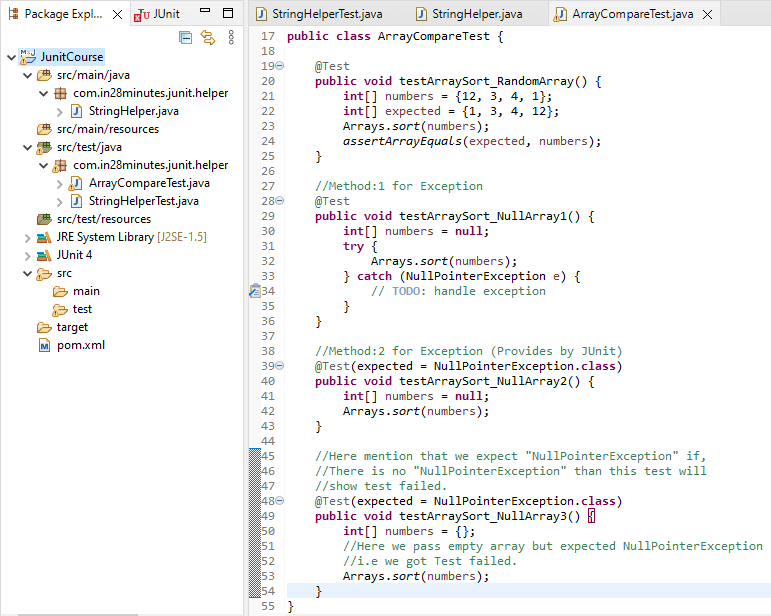 Package Expl...
JUnit
JunitCourse
src/main/java
com.in28minutes.junit.helper
StringHelper.java
src/main/resources
src/test/java
com.in28minutes.junit.helper
ArrayCompareTest.java
StringHelperTest.java
src/test/resources
JRE System Library [J2SE-1.5]
JUnit 4
src
main
test
target
pom.xml
StringHelperTest.java StringHelper.java ArrayCompareTest.java
17 public class ArrayCompareTest {
18
19 @Test
20 public void testArraySort_RandomArray() {
21 int[] numbers = {12, 3, 4, 1};
22 int[] expected = {1, 3, 4, 12};
23 Arrays.sort(numbers);
24 assertArrayEquals(expected, numbers);
25 }
26
27 //Method:1 for Exception
28 @Test
29 public void testArraySort_NullArray1() {
30 int[] numbers = null;
31 try {
32 Arrays.sort(numbers);
33 } catch (NullPointerException e) {
34 // TODO: handle exception
35 }
36 }
37
38 //Method:2 for Exception (Provides by JUnit)
39 @Test(expected = NullPointerException.class)
40 public void testArraySort_NullArray2() {
41 int[] numbers = null;
42 Arrays.sort(numbers);
43 }
44
45 //Here mention that we expect "NullPointerException" if,
46 //There is no "NullPointerException" than this test will
47 //show test failed.
48 @Test(expected = NullPointerException.class)
49 public void testArraySort_NullArray3() {
50 int[] numbers = {};
51 //Here we pass empty array but expected NullPointerException
52 //i.e we got Test failed.
53 Arrays.sort(numbers);
54 }
55 }